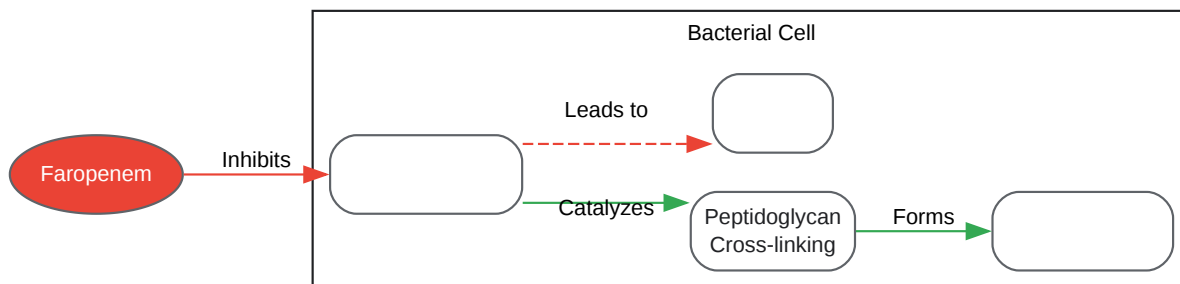 Bacterial Cell
Leads to
Faropenem
Inhibits
Catalyzes
Peptidoglycan
Cross-linking
Forms